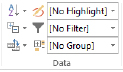 [No Highlight]
[No Filter]
[No Group]
Data